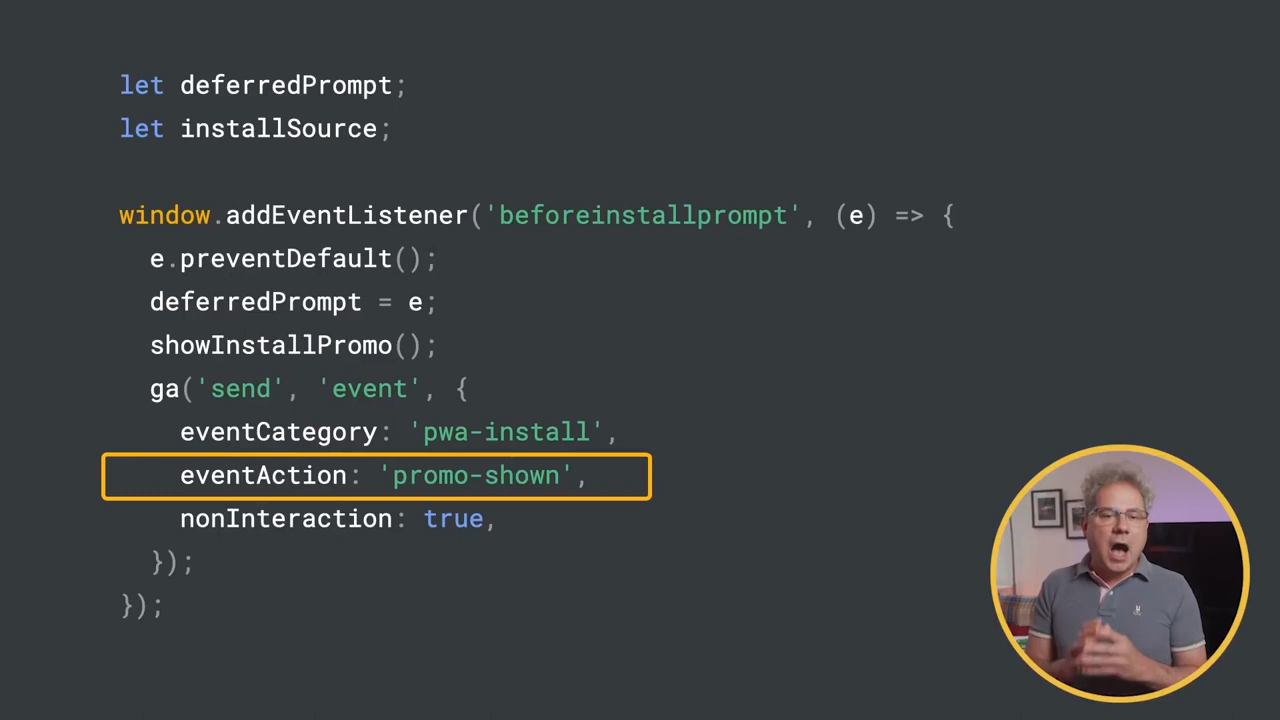 let deferredPrompt;
let installSource;
window.addEventListener('beforeinstallprompt', (e) => {
e.preventDefault();
deferredPrompt = e;
showInstallPromo();
ga('send', 'event', {
eventCategory: 'pwa-install',
eventAction: 'promo-shown',
nonInteraction: true,
});
});